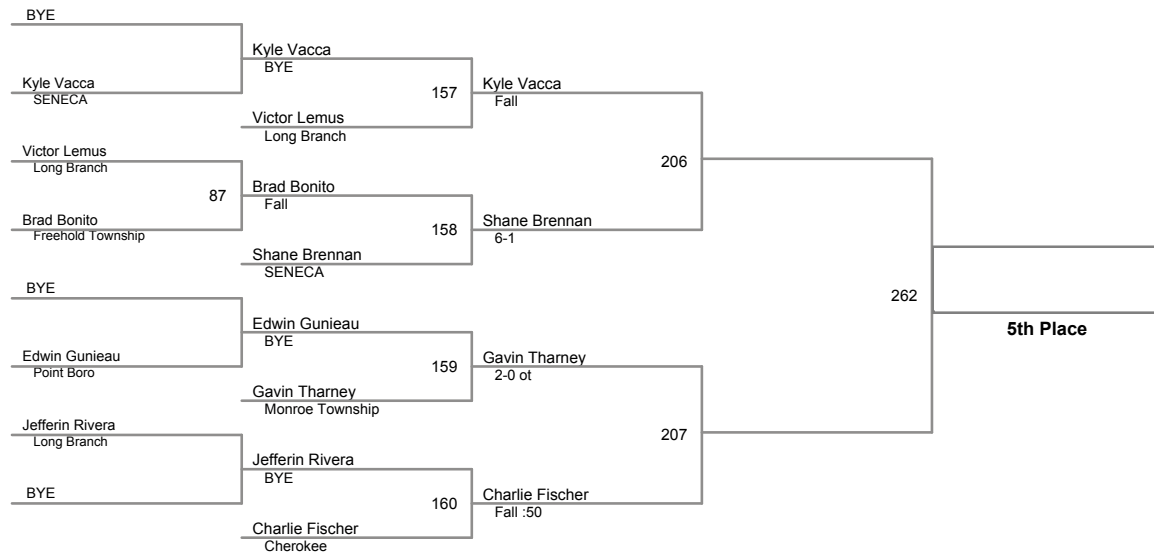 BYE
Kyle Vacca
SENECA
Victor Lemus
Long Branch
87
Brad Bonito
Freehold Township
BYE
Edwin Gunieau
Point Boro
Jefferin Rivera
Long Branch
BYE
Kyle Vacca
BYE
157
Victor Lemus
Long Branch
Brad Bonito
Fall
158
Shane Brennan
SENECA
Edwin Gunieau
BYE
159
Gavin Tharney
Monroe Township
Jefferin Rivera
BYE
160
Charlie Fischer
Cherokee
Kyle Vacca
Fall
206
Shane Brennan
6-1
Gavin Tharney
2-0 ot
207
Charlie Fischer
Fall :50
262
5th Place